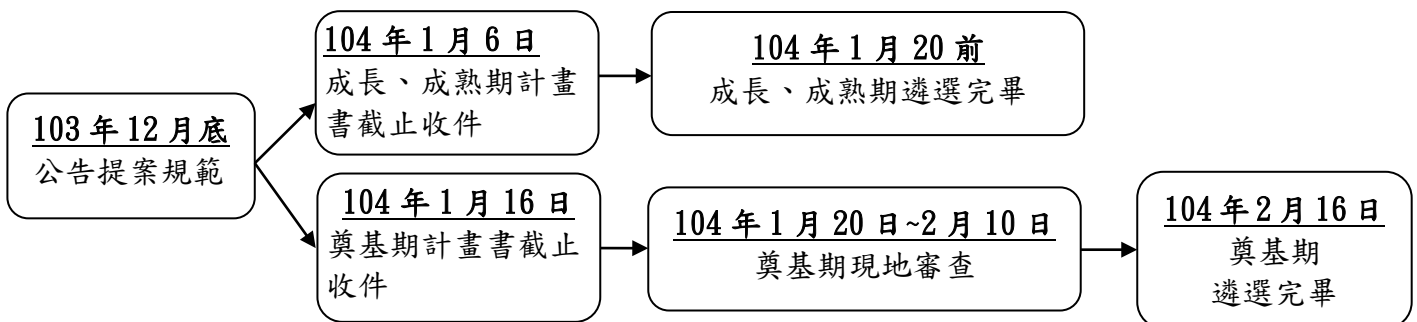 103 年 12 月底
公告提案規範
104 年 1 月 6 日
成長、成熟期計畫
書截止收件
104 年 1 月 20 前
成長、成熟期遴選完畢
104 年 1 月 16 日
奠基期計畫書截止
收件
104 年 1 月 20 日~2 月 10 日
奠基期現地審查
104 年 2 月 16 日
奠基期
遴選完畢